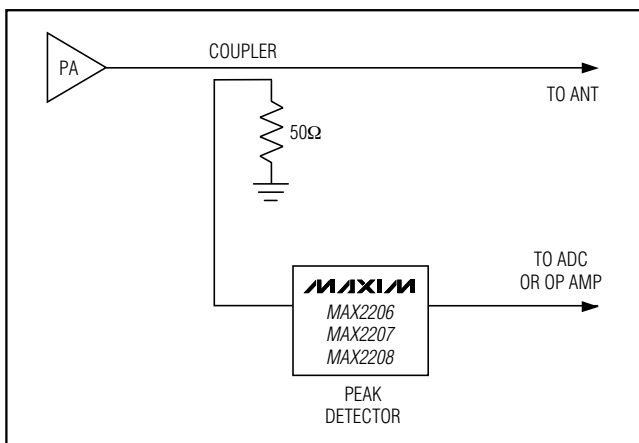 PA
COUPLER
TO ANT
50Ω
TO ADC
OR OP AMP
MAXIM
MAX2206
MAX2207
MAX2208
PEAK
DETECTOR